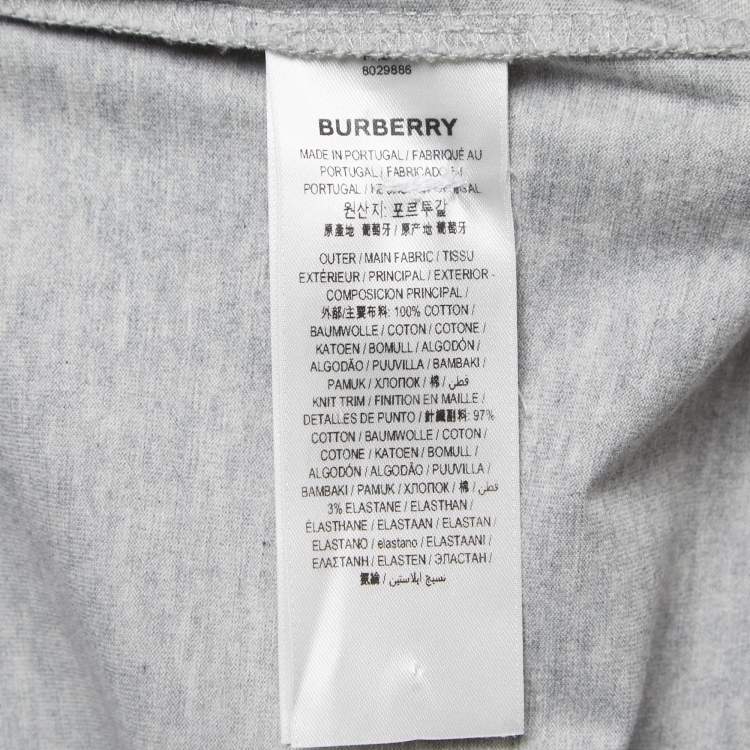 8029886
BURBERRY
MADE IN PORTUGAL / FABRIQUÉ AU
PORTUGAL / FABRICADO
PORTUGAL /
원산지: 포르투갈
原產地 葡萄牙 / 原产地 葡萄牙
OUTER / MAIN FABRIC / TISSU
EXTÉRIEUR / PRINCIPAL / EXTERIOR -
COMPOSICION PRINCIPAL /
外部/主要布料: 100% COTTON /
BAUMWOLLE / COTON / COTONE /
KATOEN / BOMULL / ALGODÓN /
ALGODÃO / PUUVILLA / BAMBAKI /
PAMUK / ХЛОПОК / 棉 / قطن /
KNIT TRIM / FINITION EN MAILLE /
DETALLES DE PUNTO / 針織副料: 97%
COTTON / BAUMWOLLE / COTON /
COTONE / KATOEN / BOMULL /
ALGODÓN / ALGODÃO / PUUVILLA /
BAMBAKI / PAMUK / ХЛОПОК / 棉 / قطن /
3% ELASTANE / ELASTHAN /
ÉLASTHANE / ELASTAAN / ELASTAN /
ELASTANO / elastano / ELASTAANI /
ΕΛΑΣΤΑΝΗ / ELASTEN / ЭЛАСТАН /
氨綸 / نسيج إيلاستين